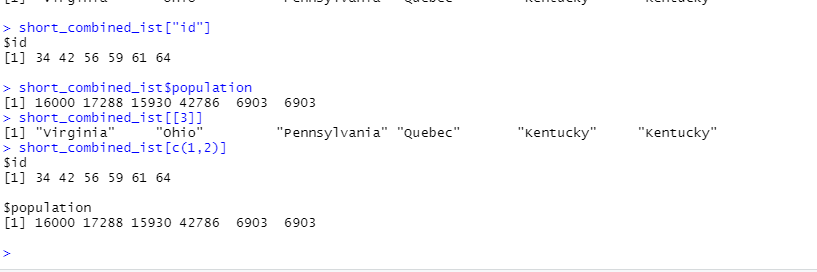 [1] "Virginia"     "Ohio"         "Pennsylvania" "Quebec"       "Kentucky"     "Kentucky"
> short_combined_ist["id"]
$id
[1] 34 42 56 59 61 64
> short_combined_ist$population
[1] 16000 17288 15930 42786  6903  6903
> short_combined_ist[[3]]
[1] "Virginia"     "Ohio"         "Pennsylvania" "Quebec"       "Kentucky"     "Kentucky"
> short_combined_ist[c(1,2)]
$id
[1] 34 42 56 59 61 64
$population
[1] 16000 17288 15930 42786  6903  6903
>